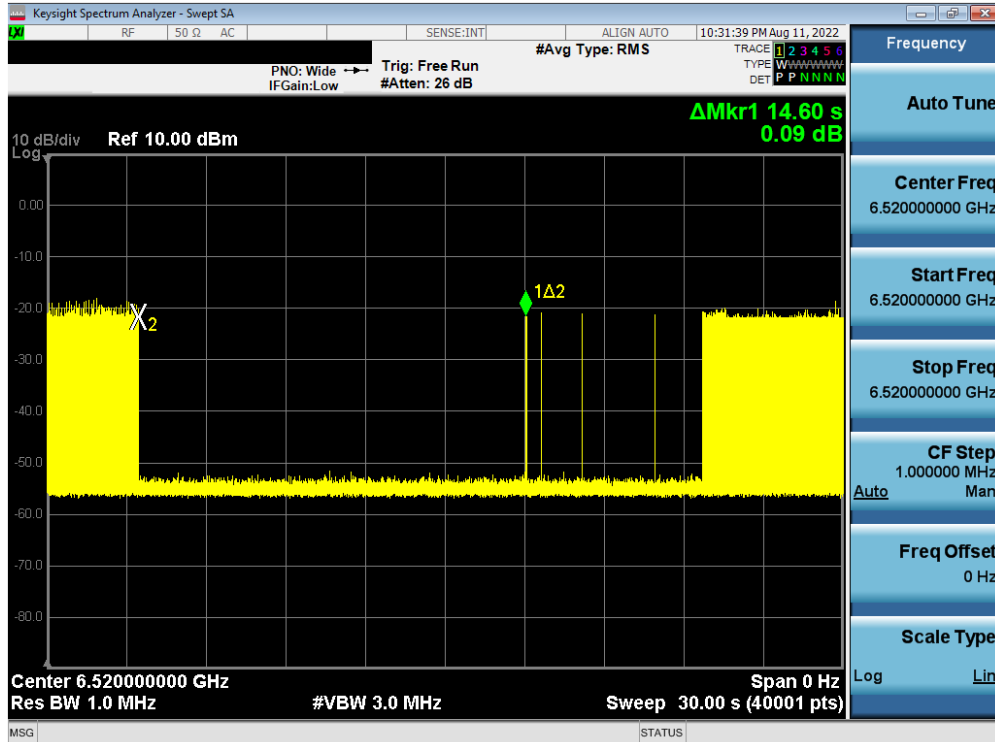 Keysight Spectrum Analyzer - Swept SA
LXI RF 50 Ω AC SENSE:INT ALIGN AUTO 10:31:39 PM Aug 11, 2022
#Avg Type: RMS TRACE 1 2 3 4 5 6
PNO: Wide Trig: Free Run TYPE WWWWWW
IFGain:Low #Atten: 26 dB DET P P N N N N
ΔMkr1 14.60 s
0.09 dB
10 dB/div Ref 10.00 dBm
Log
0.00
-10.0
-20.0
-30.0
-40.0
-50.0
-60.0
-70.0
-80.0
1Δ2
X2
Center 6.520000000 GHz Span 0 Hz
Res BW 1.0 MHz #VBW 3.0 MHz Sweep 30.00 s (40001 pts)
MSG STATUS
Frequency
Auto Tune
Center Freq
6.520000000 GHz
Start Freq
6.520000000 GHz
Stop Freq
6.520000000 GHz
CF Step
1.000000 MHz
Auto Man
Freq Offset
0 Hz
Scale Type
Log Lin